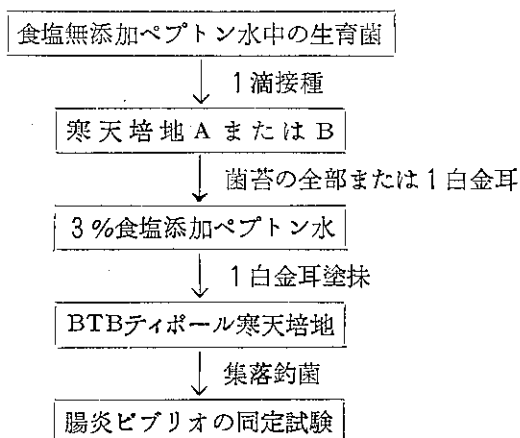 食塩無添加ペプトン水中の生育菌
1滴接種
寒天培地AまたはB
菌苔の全部または1白金耳
3%食塩添加ペプトン水
1白金耳塗抹
BTBティポール寒天培地
集落釣菌
腸炎ビブリオの同定試験